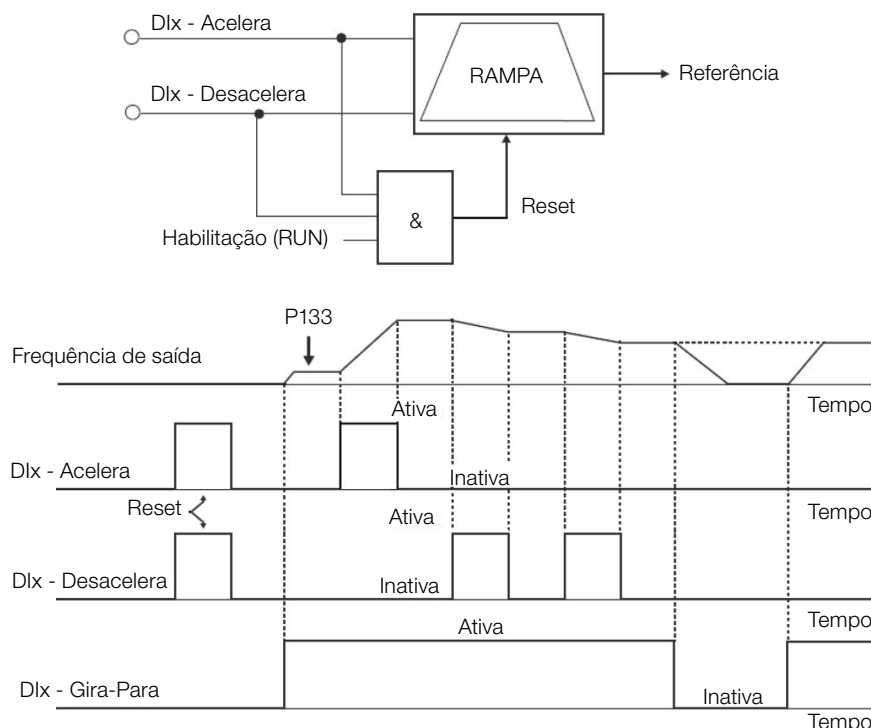 DIx - Acelera
RAMPA
Referência
DIx - Desacelera
Reset
&
Habilitação (RUN)
P133
Frequência de saída
Ativa
Tempo
DIx - Acelera
Inativa
Reset
Ativa
Tempo
DIx - Desacelera
Inativa
Tempo
Ativa
DIx - Gira-Para
Inativa
Tempo